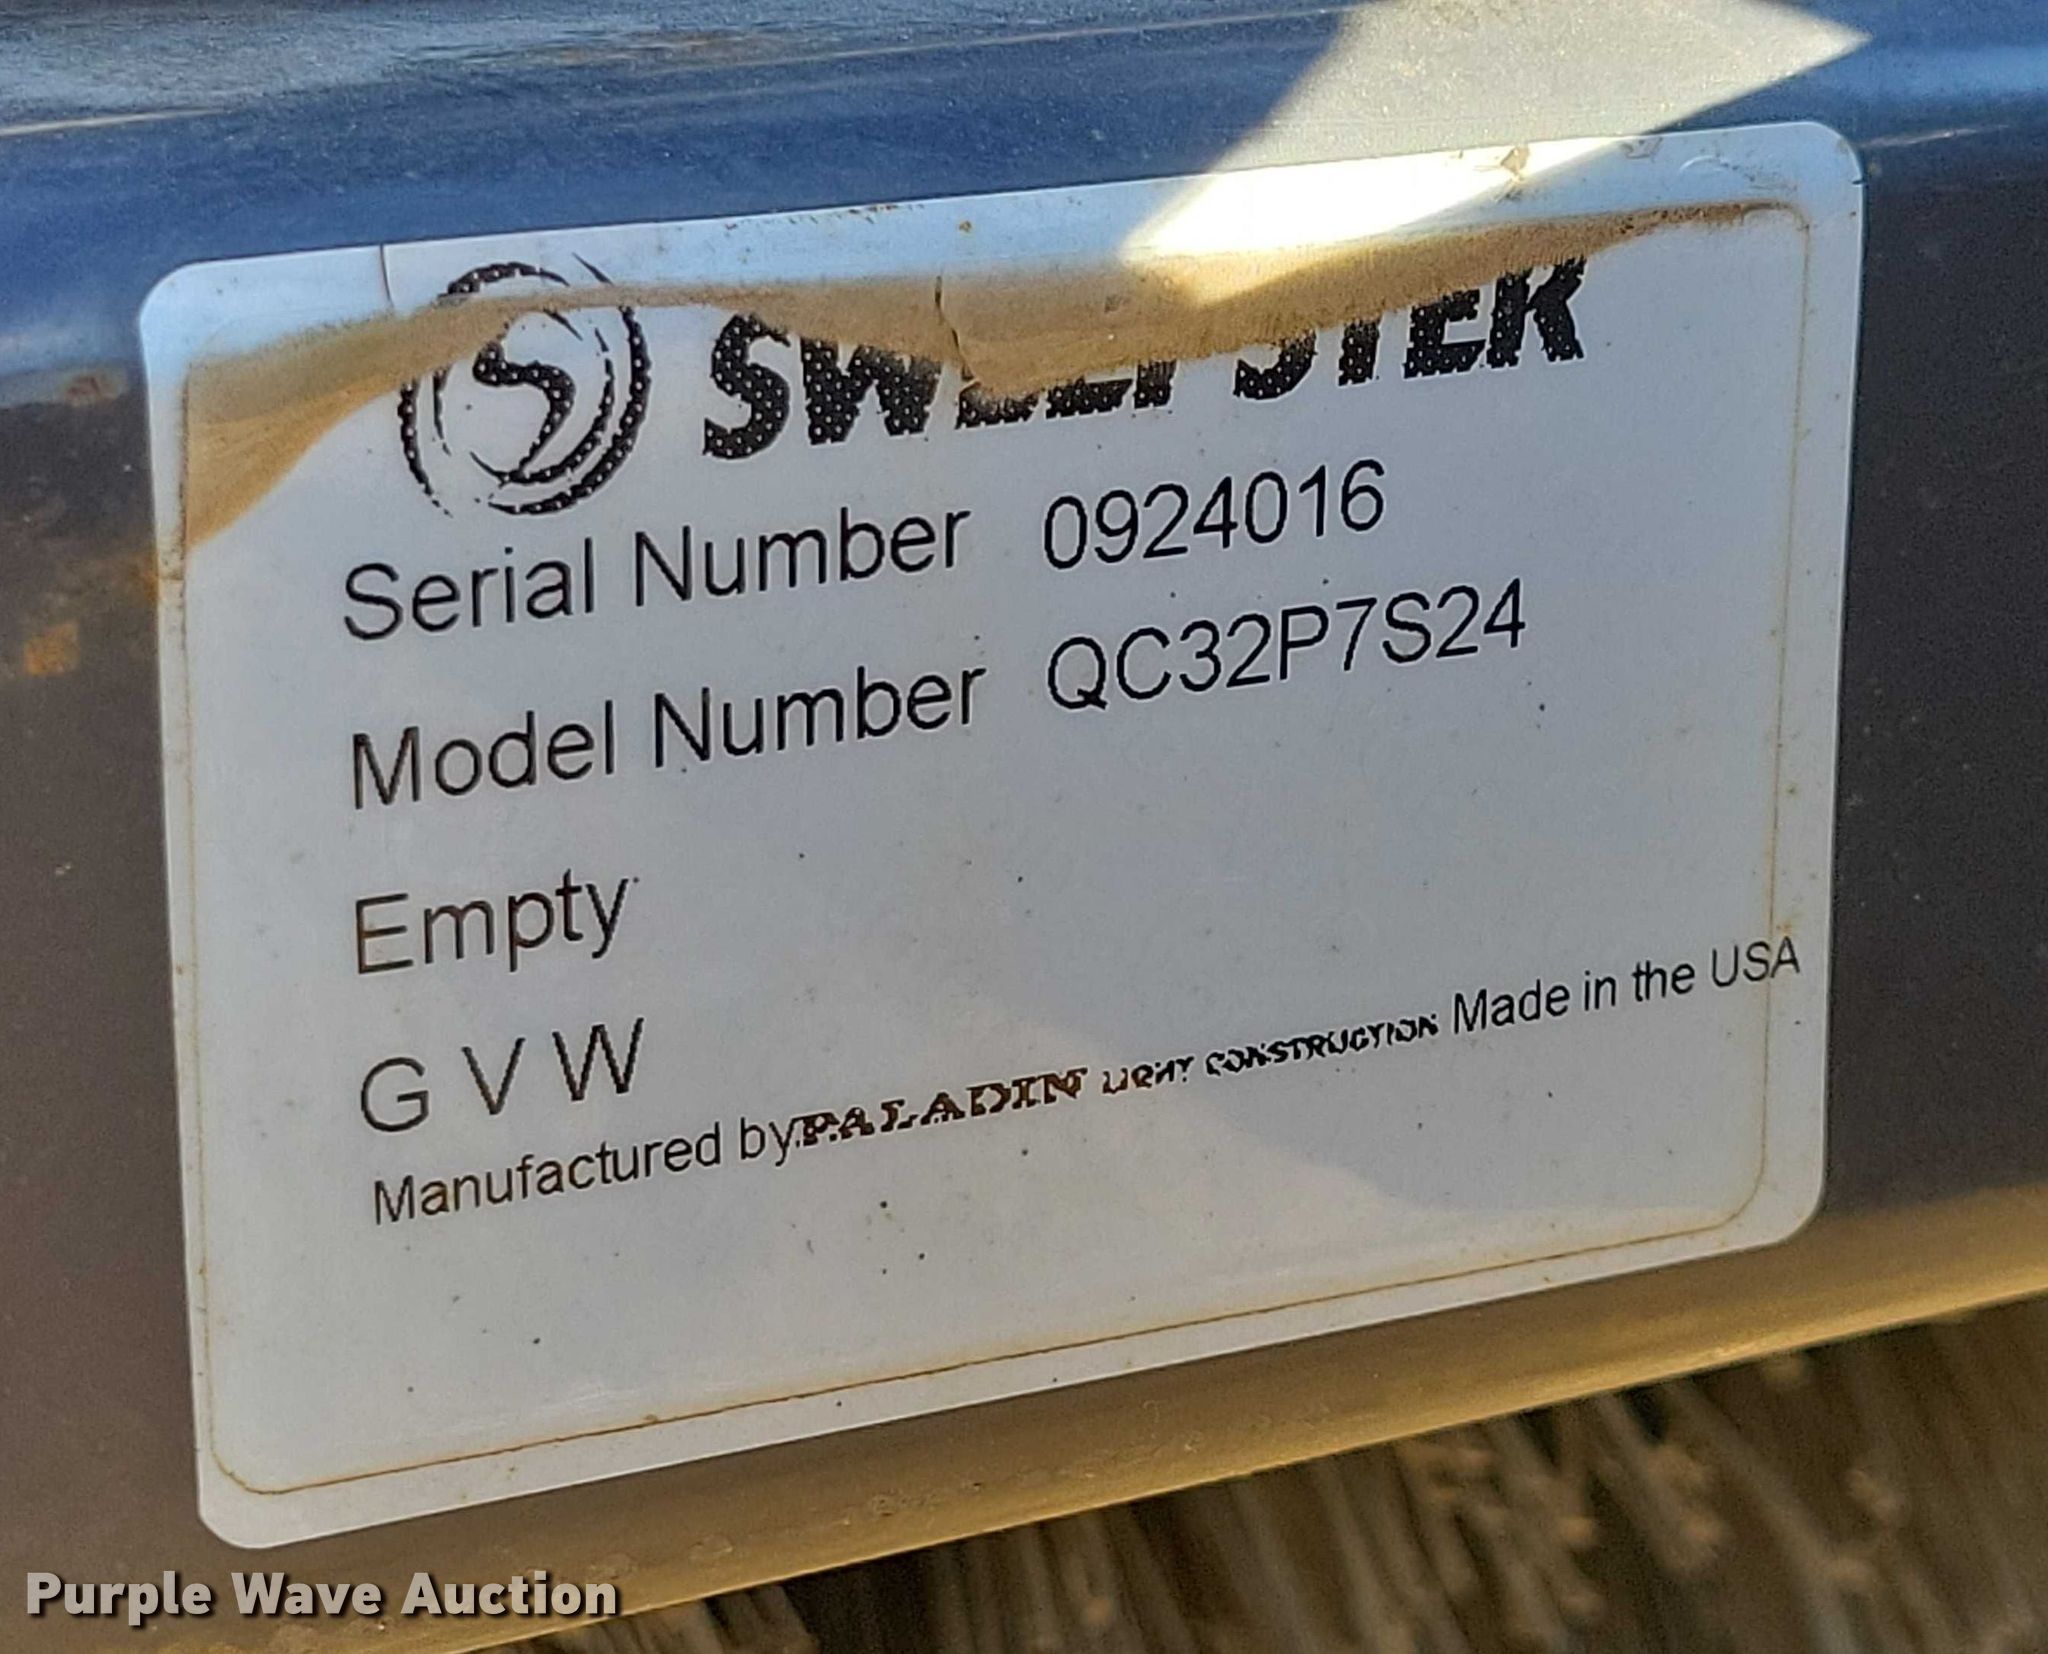 SWEEPSTER
Serial Number 0924016
Model Number QC32P7S24
Empty
G V W
Manufactured by PALADIN LIGHT CONSTRUCTION Made in the USA
Purple Wave Auction